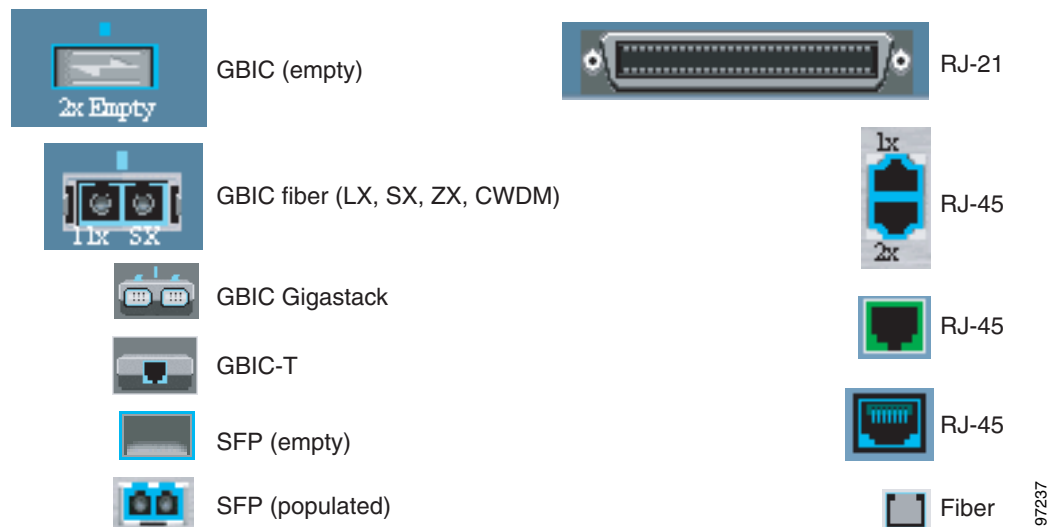 2x Empty
GBIC (empty)
11x SX
GBIC fiber (LX, SX, ZX, CWDM)
GBIC Gigastack
GBIC-T
SFP (empty)
SFP (populated)
RJ-21
1x
2x
RJ-45
RJ-45
RJ-45
Fiber
97237